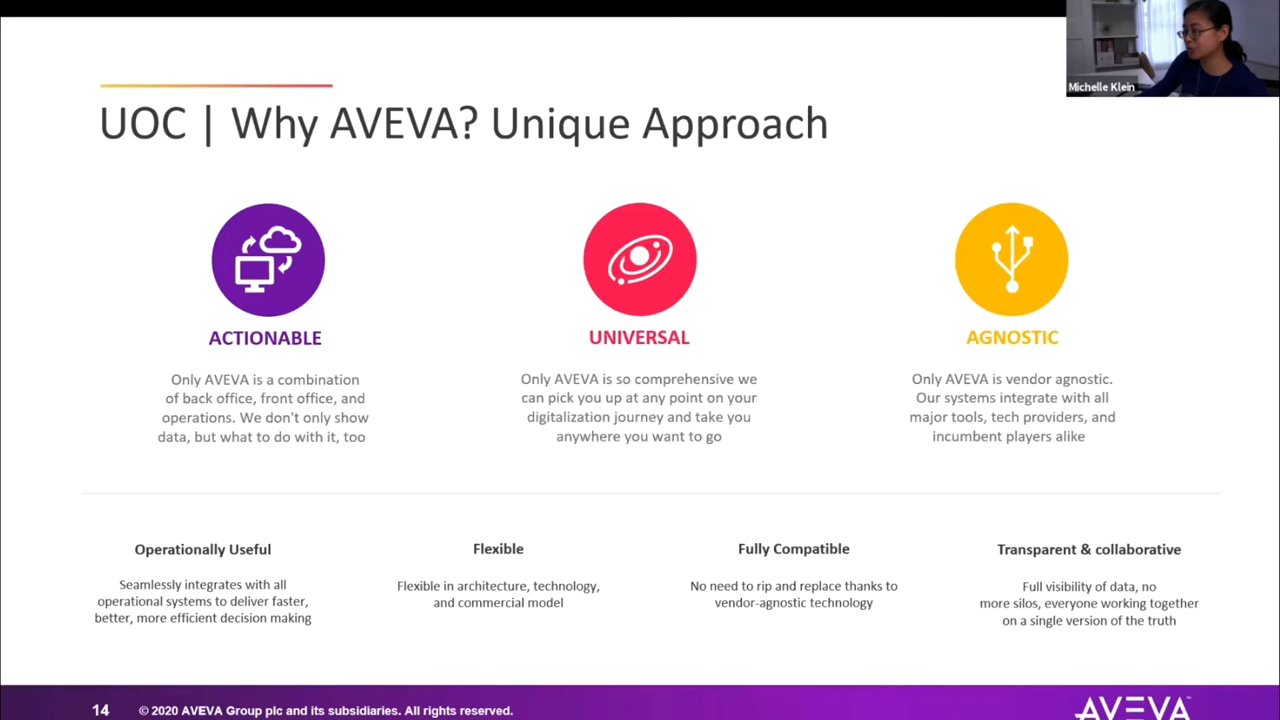 Michelle Klein
UOC | Why AVEVA? Unique Approach
ACTIONABLE
Only AVEVA is a combination
of back office, front office, and
operations. We don't only show
data, but what to do with it, too
UNIVERSAL
Only AVEVA is so comprehensive we
can pick you up at any point on your
digitalization journey and take you
anywhere you want to go
AGNOSTIC
Only AVEVA is vendor agnostic.
Our systems integrate with all
major tools, tech providers, and
incumbent players alike
Operationally Useful
Seamlessly integrates with all
operational systems to deliver faster,
better, more efficient decision making
Flexible
Flexible in architecture, technology,
and commercial model
Fully Compatible
No need to rip and replace thanks to
vendor-agnostic technology
Transparent & collaborative
Full visibility of data, no
more silos, everyone working together
on a single version of the truth
14
© 2020 AVEVA Group plc and its subsidiaries. All rights reserved.
AVEVA™